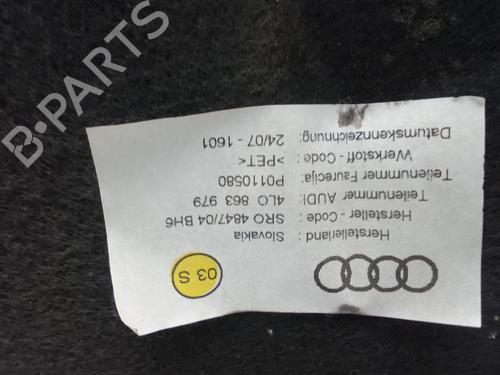 B-PARTS
03 S
Herstellerland : Slovakia
Hersteller - Code : SRO 4847/04 BH6
Teilenummer AUDI: 4L0 863 979
Teilenummer Faurecija: P0110580
Werkstoff - Code: >PET<
Datumskennzeichnung: 24/07 - 1601